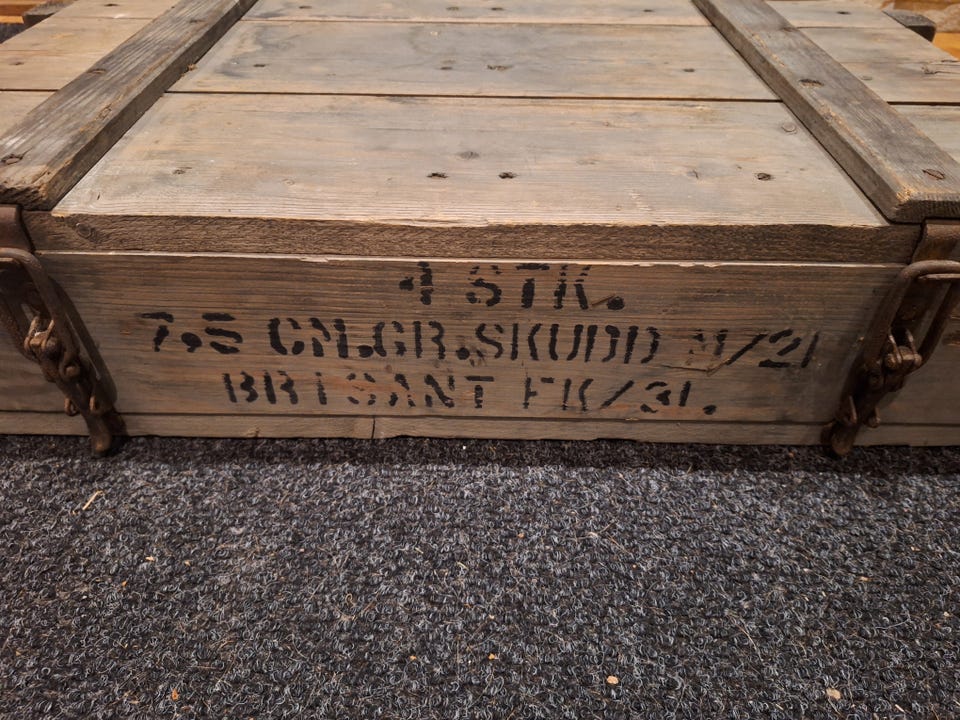 4 STK.
7,5 CM.GR.SKUDD M/21
BRISANT FK/31.